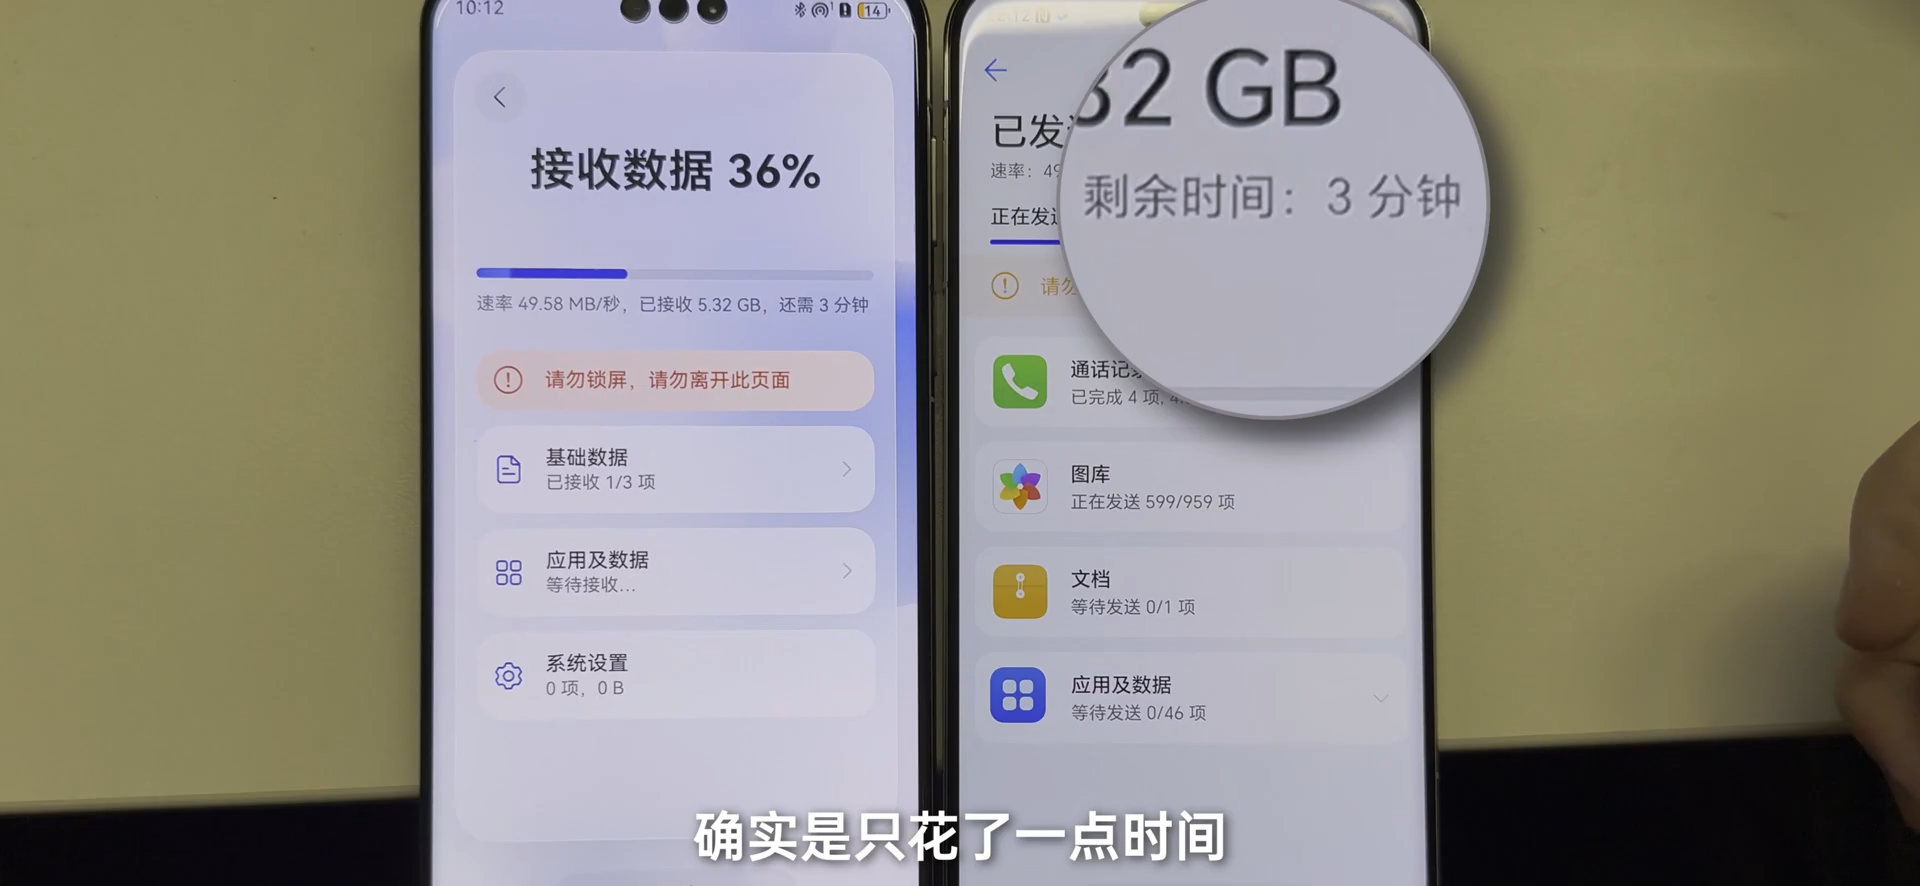 10:12
14
接收数据 36%
速率 49.58 MB/秒，已接收 5.32 GB，还需 3 分钟
请勿锁屏，请勿离开此页面
基础数据
已接收 1/3 项
应用及数据
等待接收...
系统设置
0 项，0 B
已发
速率：49
正在发送
请勿
32 GB
剩余时间：3 分钟
通话记录
已完成 4 项，4.
图库
正在发送 599/959 项
文档
等待发送 0/1 项
应用及数据
等待发送 0/46 项
确实是只花了一点时间